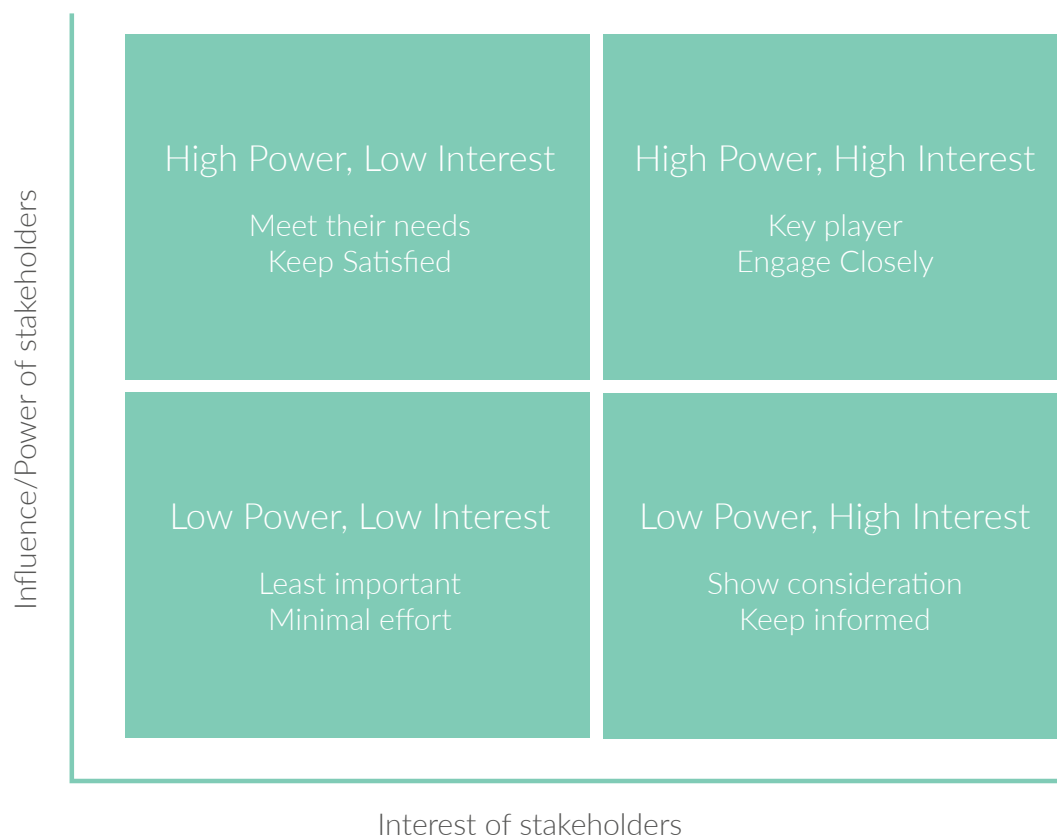 Influence/Power of stakeholders
High Power, Low Interest
Meet their needs
Keep Satisfied
High Power, High Interest
Key player
Engage Closely
Low Power, Low Interest
Least important
Minimal effort
Low Power, High Interest
Show consideration
Keep informed
Interest of stakeholders